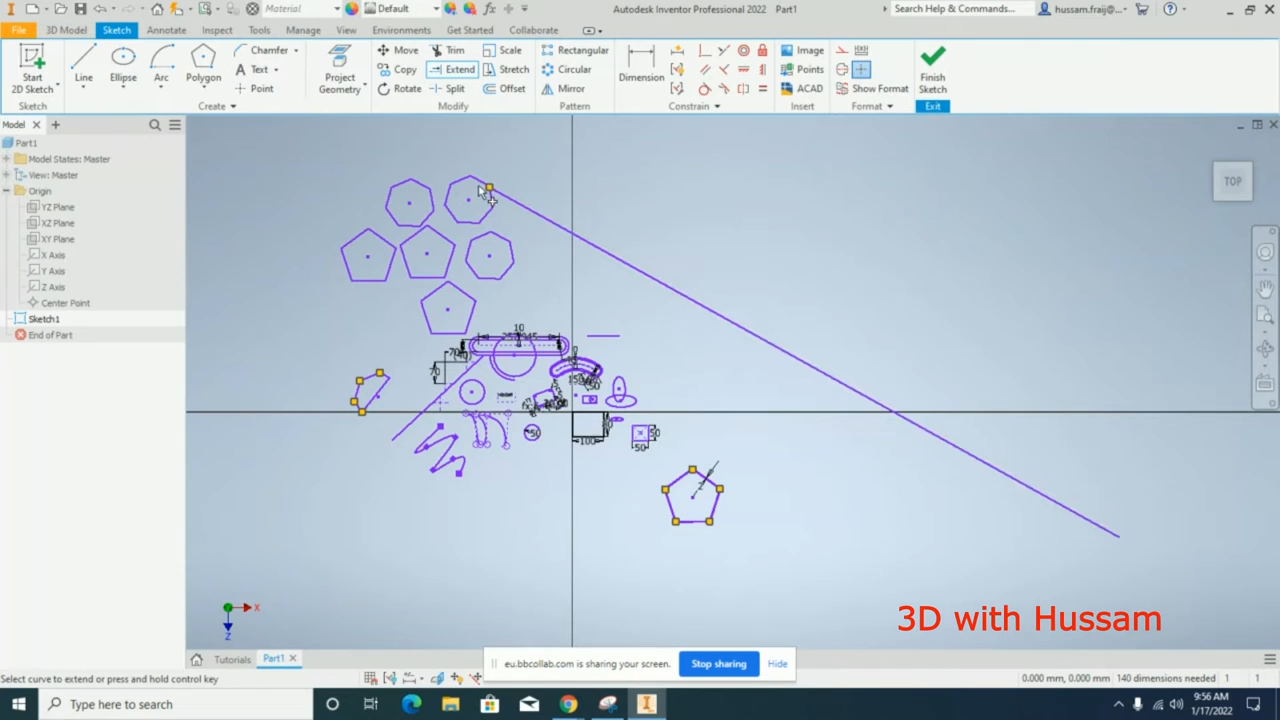 Material Default Autodesk Inventor Professional 2022 Part1 Search Help & Commands... hussam.fraij@...
File 3D Model Sketch Annotate Inspect Tools Manage View Environments Get Started Collaborate
Start 2D Sketch Line Ellipse Arc Polygon Chamfer Text Point Project Geometry
Move Trim Scale
Copy Extend Stretch
Rotate Split Offset
Rectangular
Circular
Mirror
Dimension
Image
Points
ACAD
Show Format
Finish Sketch
Sketch Create Modify Pattern Constrain Insert Format Exit
Model
Part1
Model States: Master
View: Master
Origin
YZ Plane
XZ Plane
XY Plane
X Axis
Y Axis
Z Axis
Center Point
Sketch1
End of Part
TOP
10
70
70
50
100
50
50
2
X
Z
3D with Hussam
Tutorials Part1
eu.bbcollab.com is sharing your screen. Stop sharing Hide
Select curve to extend or press and hold control key
0.000 mm, 0.000 mm 140 dimensions needed 1 1
Type here to search
9:56 AM
1/17/2022